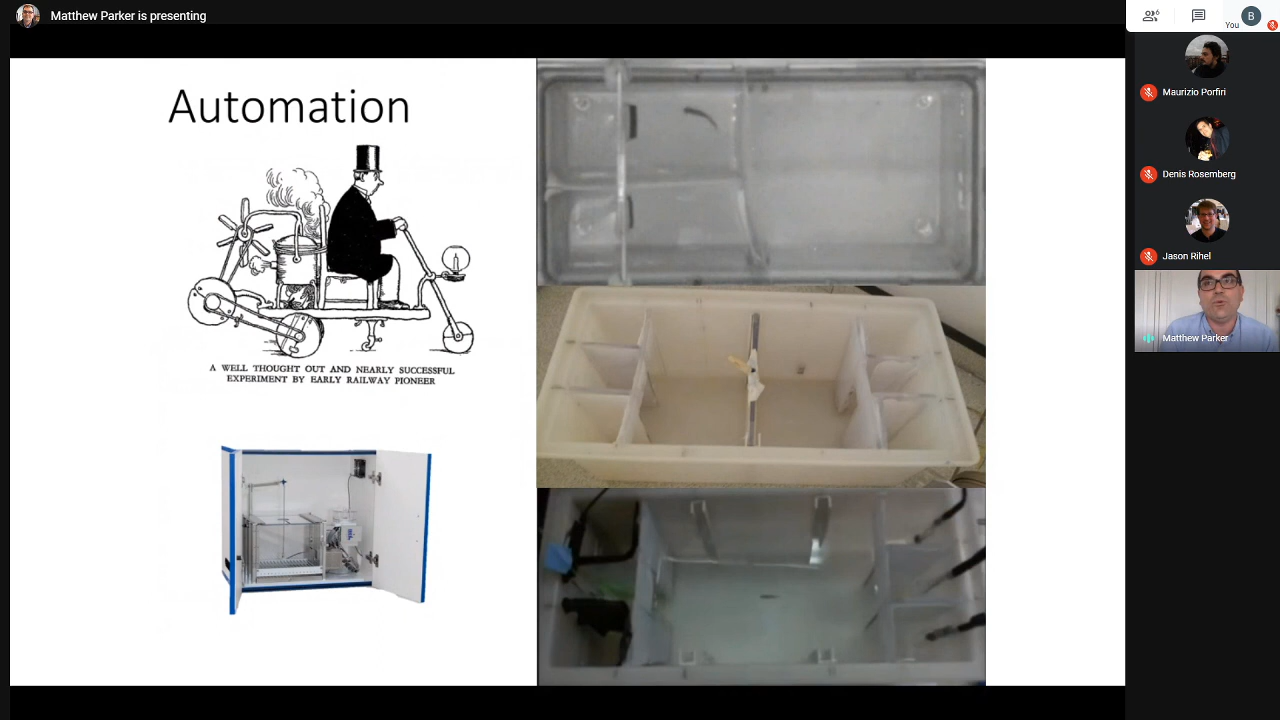 Matthew Parker is presenting
6
You
B
Automation
A WELL THOUGHT OUT AND NEARLY SUCCESSFUL
EXPERIMENT BY EARLY RAILWAY PIONEER
Maurizio Porfiri
Denis Rosemberg
Jason Rihel
Matthew Parker